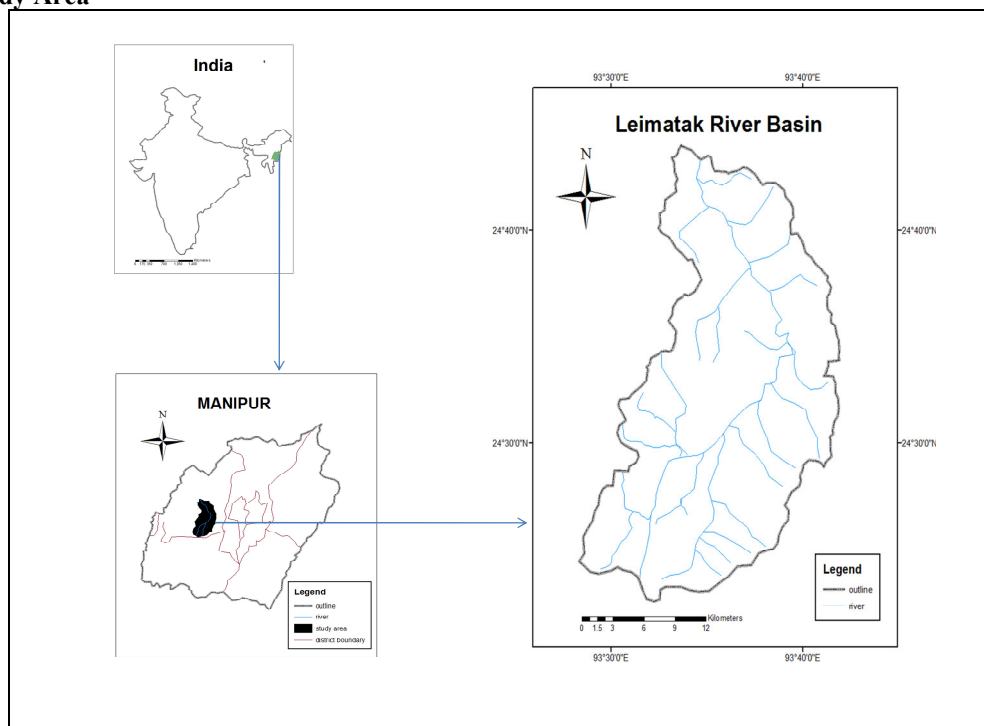 dy Area
India
Kilometers
MANIPUR
N
Legend
outline
river
study area
district boundary
93°30'0"E 93°40'0"E
Leimatak River Basin
N
24°40'0"N 24°40'0"N
24°30'0"N 24°30'0"N
Legend
outline
river
Kilometers
0 1.5 3 6 9 12
93°30'0"E 93°40'0"E